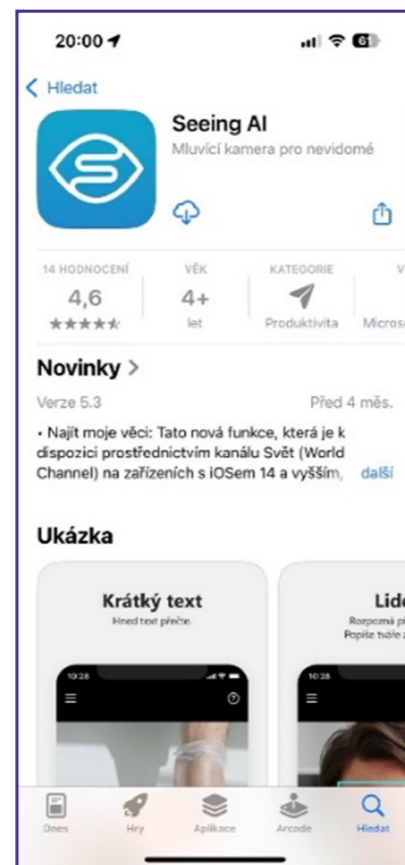 20:00
61
Hledat
Seeing AI
Mluvící kamera pro nevidomé
14 HODNOCENÍ
VĚK
KATEGORIE
4,6
4+
let
Produktivita
Novinky >
Verze 5.3
Před 4 měs.
• Najít moje věci: Tato nová funkce, která je k
dispozici prostřednictvím kanálu Svět (World
Channel) na zařízeních s iOSem 14 a vyšším,
další
Ukázka
Krátký text
Hned text přečte.
Popíše tváře
10:28
10:28
Dnes
Hry
Aplikace
Arcade
Hledat